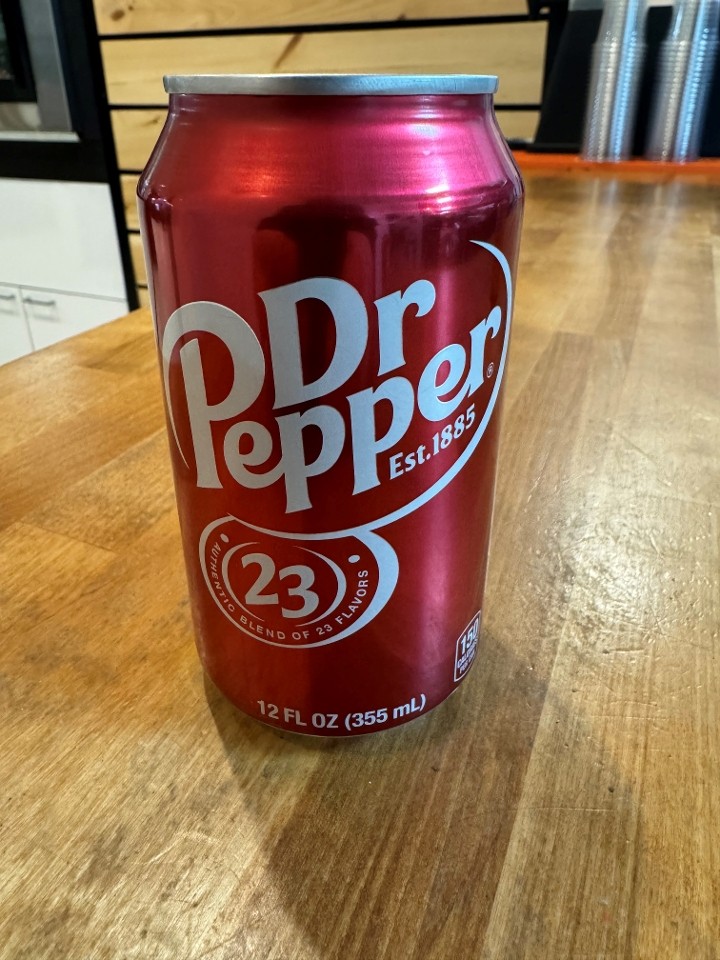 Dr
Pepper
®
Est.1885
23
AUTHENTIC BLEND OF 23 FLAVORS
150
12 FL OZ (355 mL)